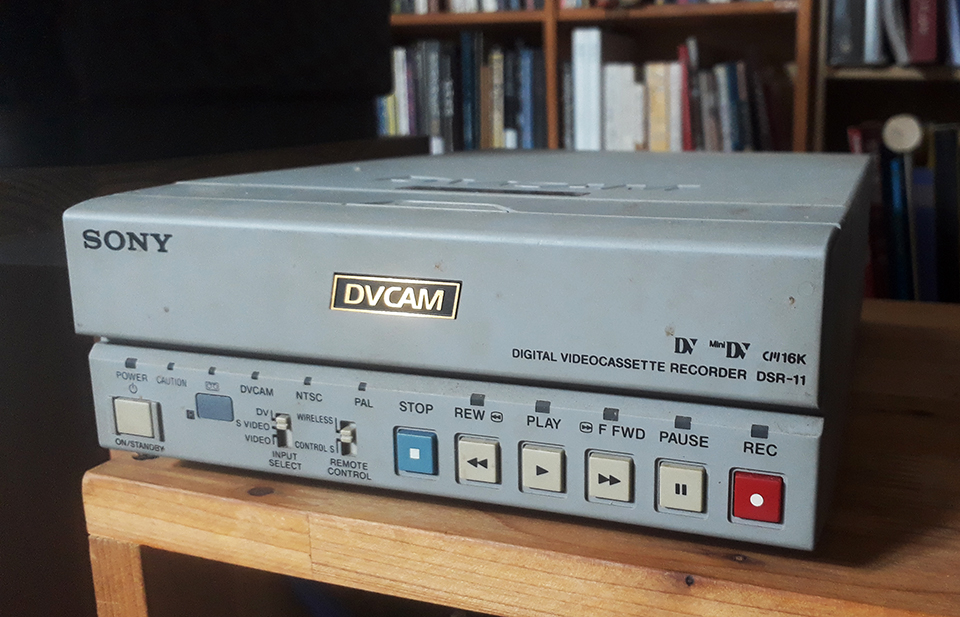 SONY
DVCAM
DV Mini DV CM16K
DIGITAL VIDEOCASSETTE RECORDER DSR-11
POWER
CAUTION
DVCAM
NTSC
PAL
STOP
REW
PLAY
F FWD
PAUSE
REC
DV
S VIDEO
VIDEO
INPUT
SELECT
WIRELESS
CONTROL S
REMOTE
CONTROL
ON/STANDBY